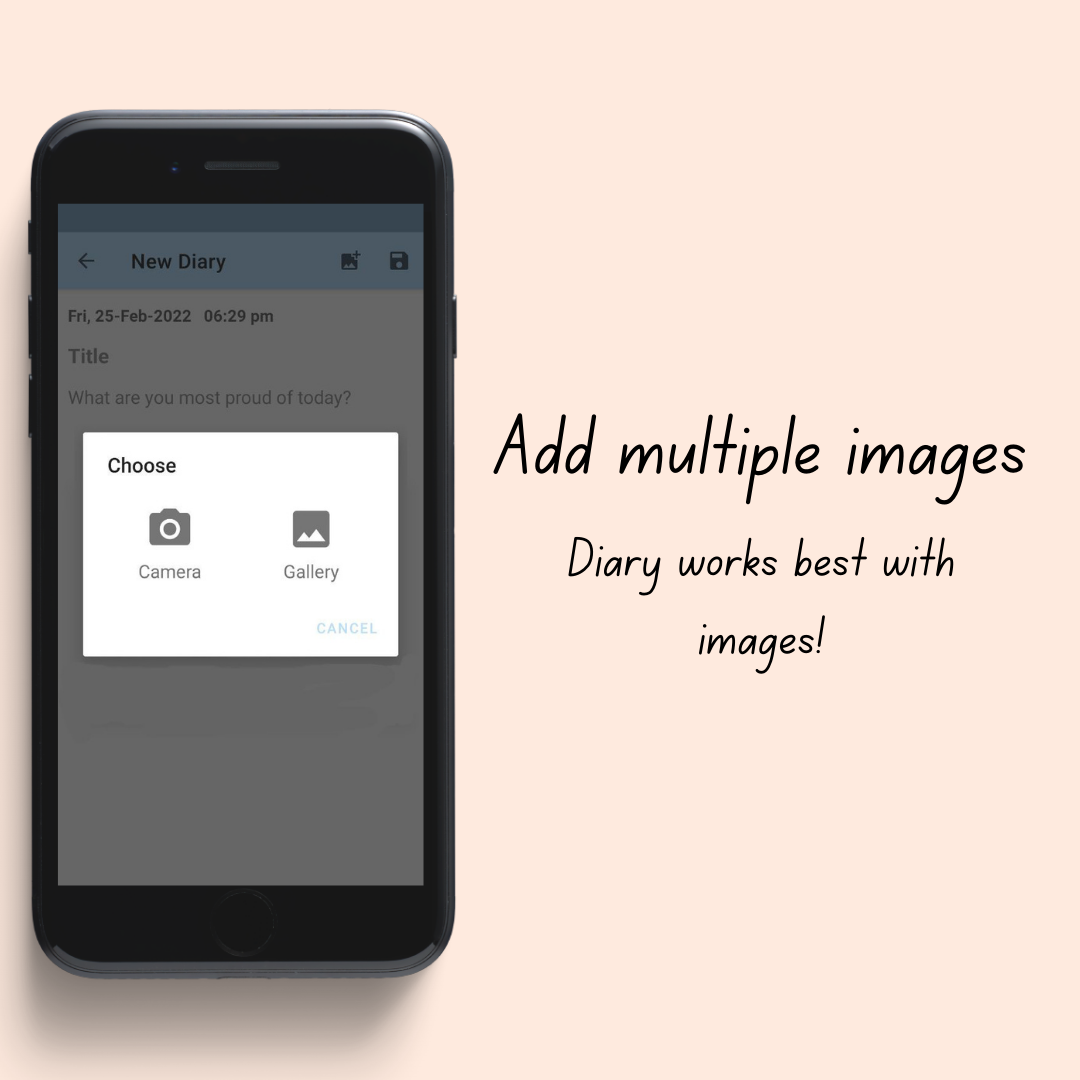 New Diary
Fri, 25-Feb-2022 06:29 pm
Title
What are you most proud of today?
Choose
Camera Gallery
CANCEL
Add multiple images
Diary works best with
images!